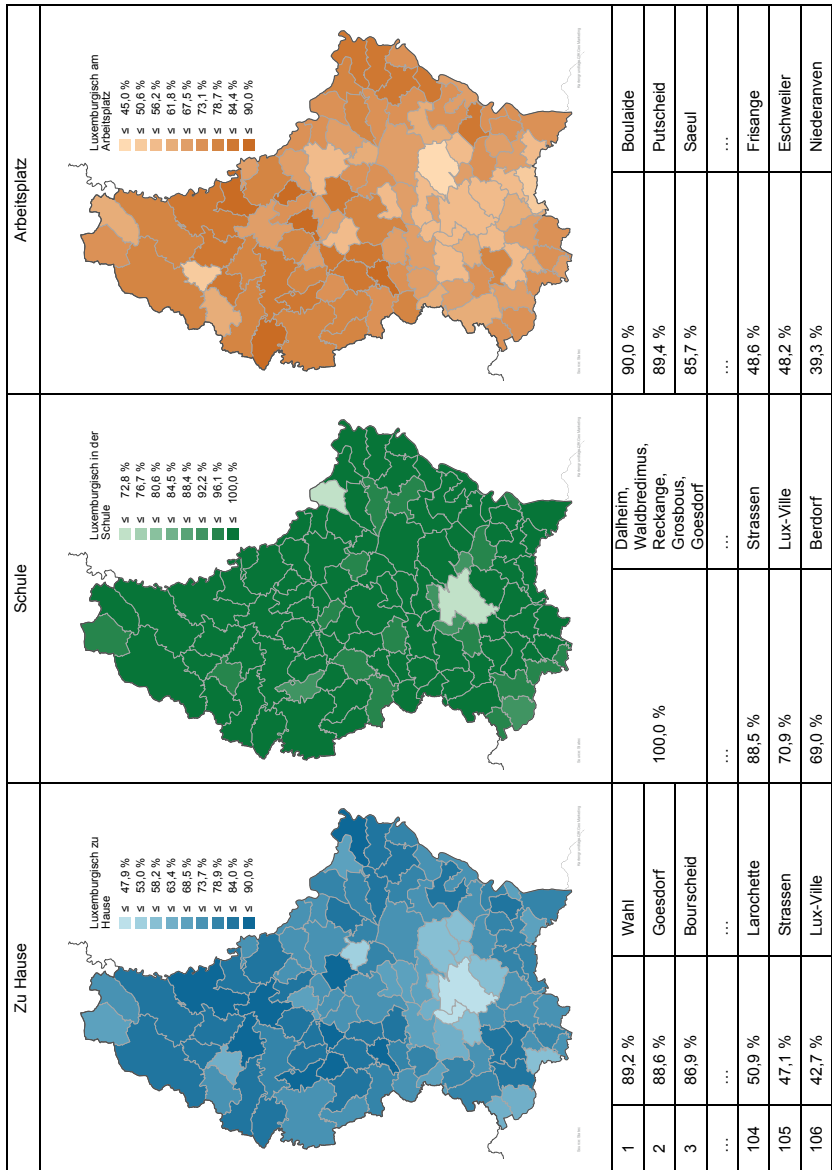 Zu Hause
Schule
Arbeitsplatz
Luxemburgisch zu
Hause
≤ 47,9 %
≤ 53,0 %
≤ 58,2 %
≤ 63,4 %
≤ 68,5 %
≤ 73,7 %
≤ 78,9 %
≤ 84,0 %
≤ 90,0 %
Luxemburgisch in der
Schule
≤ 72,8 %
≤ 76,7 %
≤ 80,6 %
≤ 84,5 %
≤ 88,4 %
≤ 92,2 %
≤ 96,1 %
≤ 100,0 %
Luxemburgisch am
Arbeitsplatz
≤ 45,0 %
≤ 50,6 %
≤ 56,2 %
≤ 61,8 %
≤ 67,5 %
≤ 73,1 %
≤ 78,7 %
≤ 84,4 %
≤ 90,0 %
1
89,2 %
Wahl
100,0 %
Dalheim,
Waldbredimus,
Reckange,
Grosbous,
Goesdorf
90,0 %
Boulaide
2
88,6 %
Goesdorf
89,4 %
Putscheid
3
86,9 %
Bourscheid
85,7 %
Saeul
...
...
...
...
...
...
...
104
50,9 %
Larochette
88,5 %
Strassen
48,6 %
Frisange
105
47,1 %
Strassen
70,9 %
Lux-Ville
48,2 %
Eschweiler
106
42,7 %
Lux-Ville
69,0 %
Berdorf
39,3 %
Niederanven